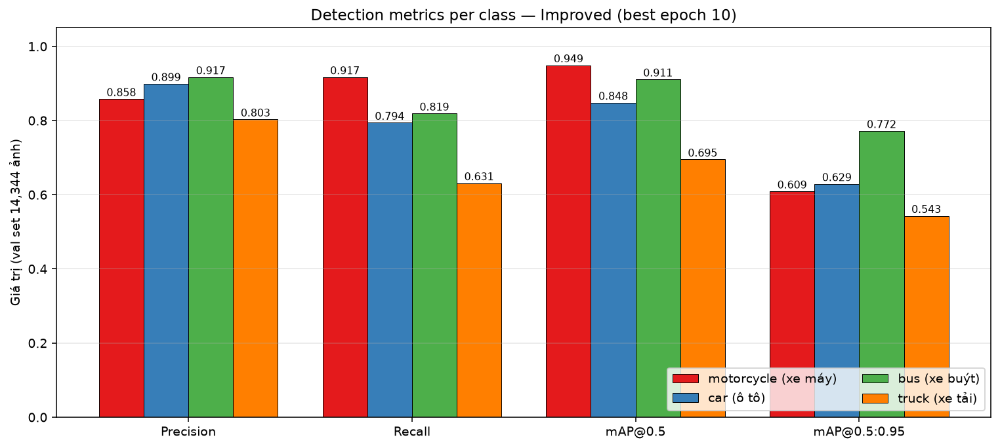 Detection metrics per class — Improved (best epoch 10)
Giá trị (val set 14,344 ảnh)
1.0
0.8
0.6
0.4
0.2
0.0
0.858
0.899
0.917
0.803
0.917
0.794
0.819
0.631
0.949
0.848
0.911
0.695
0.609
0.629
0.772
0.543
motorcycle (xe máy)
car (ô tô)
bus (xe buýt)
truck (xe tải)
Precision
Recall
mAP@0.5
mAP@0.5:0.95